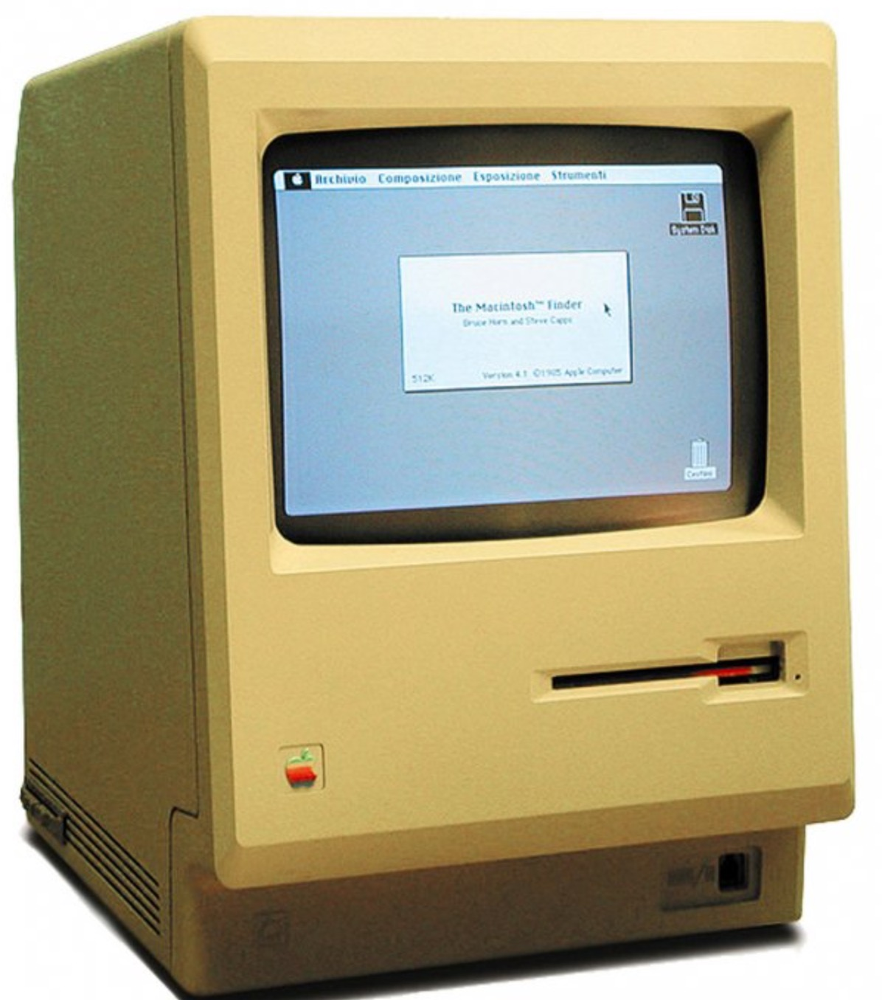 Archivio Composizione Esposizione Strumenti
System Disk
The Macintosh™ Finder
Bruce Horn and Steve Capps
512K Version 4.1 ©1985 Apple Computer
Cestino